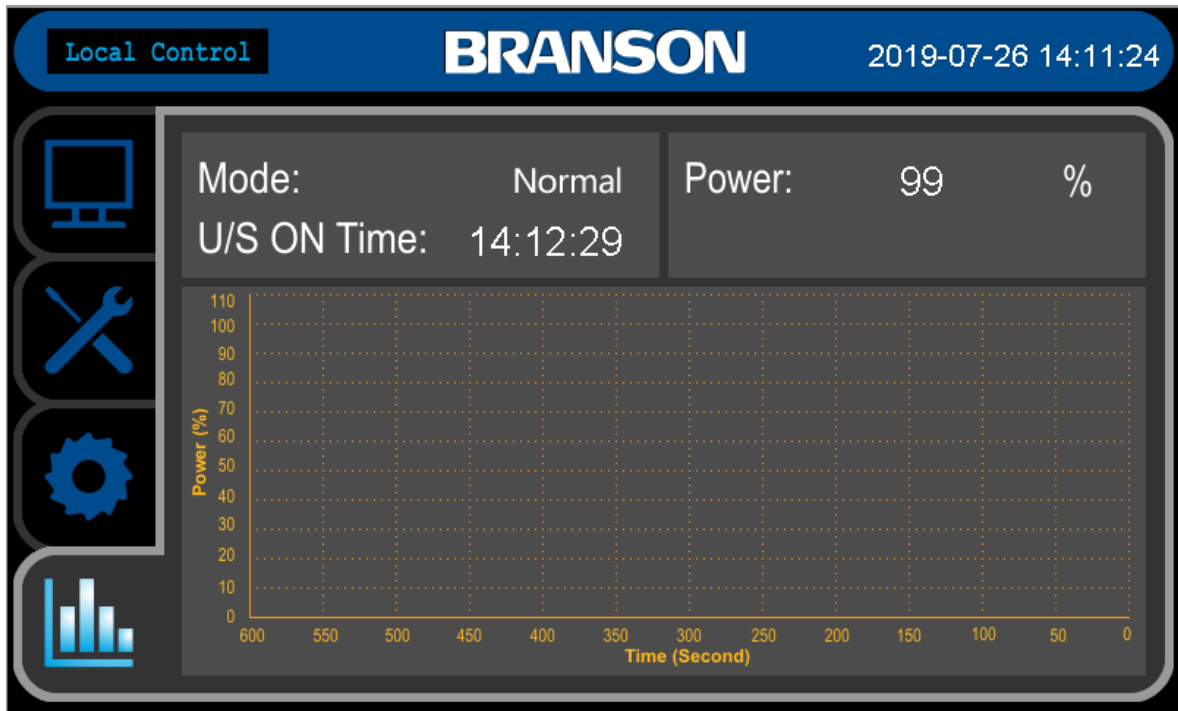 Local Control
BRANSON
2019-07-26 14:11:24
Mode: Normal
U/S ON Time: 14:12:29
Power: 99 %
Power (%)
110
100
90
80
70
60
50
40
30
20
10
0
600 550 500 450 400 350 300 250 200 150 100 50 0
Time (Second)